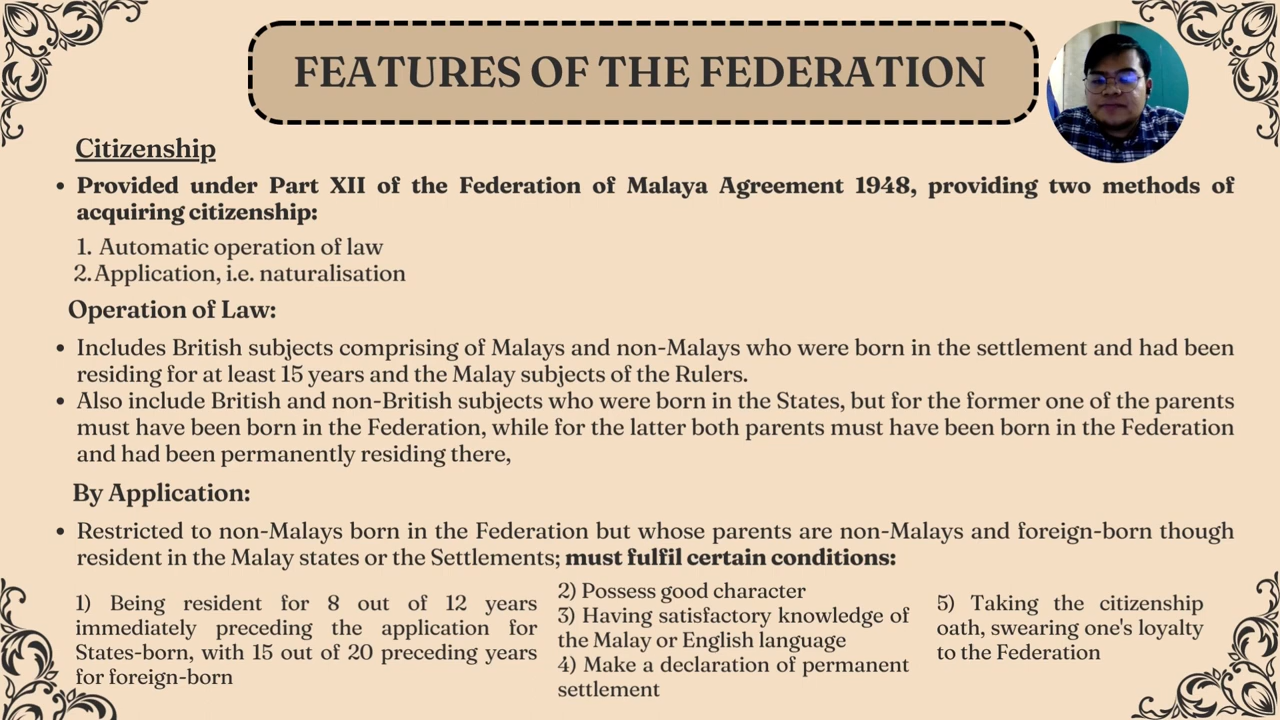 FEATURES OF THE FEDERATION
Citizenship
• Provided under Part XII of the Federation of Malaya Agreement 1948, providing two methods of
acquiring citizenship:
1. Automatic operation of law
2. Application, i.e. naturalisation
Operation of Law:
• Includes British subjects comprising of Malays and non-Malays who were born in the settlement and had been
residing for at least 15 years and the Malay subjects of the Rulers.
• Also include British and non-British subjects who were born in the States, but for the former one of the parents
must have been born in the Federation, while for the latter both parents must have been born in the Federation
and had been permanently residing there,
By Application:
• Restricted to non-Malays born in the Federation but whose parents are non-Malays and foreign-born though
resident in the Malay states or the Settlements; must fulfil certain conditions:
1) Being resident for 8 out of 12 years
immediately preceding the application for
States-born, with 15 out of 20 preceding years
for foreign-born
2) Possess good character
3) Having satisfactory knowledge of
the Malay or English language
4) Make a declaration of permanent
settlement
5) Taking the citizenship
oath, swearing one's loyalty
to the Federation